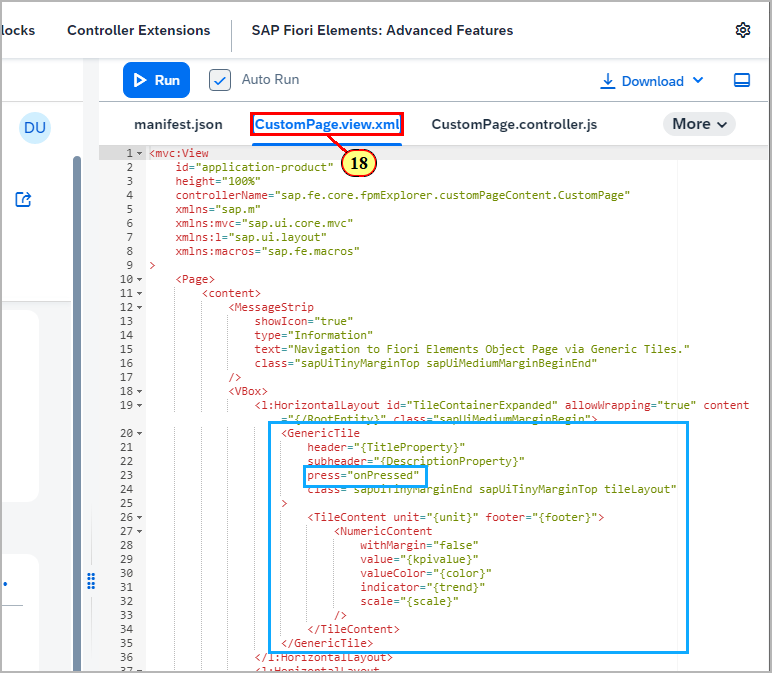 locks Controller Extensions SAP Fiori Elements: Advanced Features
Run Auto Run Download
DU
manifest.json CustomPage.view.xml CustomPage.controller.js More
18
1 <mvc:View
2 id="application-product"
3 height="100%"
4 controllerName="sap.fe.core.fpmExplorer.customPageContent.CustomPage"
5 xmlns="sap.m"
6 xmlns:mvc="sap.ui.core.mvc"
7 xmlns:l="sap.ui.layout"
8 xmlns:macros="sap.fe.macros"
9 >
10 <Page>
11 <content>
12 <MessageStrip
13 showIcon="true"
14 type="Information"
15 text="Navigation to Fiori Elements Object Page via Generic Tiles."
16 class="sapUiTinyMarginTop sapUiMediumMarginBeginEnd"
17 />
18 <VBox>
19 <l:HorizontalLayout id="TileContainerExpanded" allowWrapping="true" content
="{/RootEntity}" class="sapUiMediumMarginBegin">
20 <GenericTile
21 header="{TitleProperty}"
22 subheader="{DescriptionProperty}"
23 press="onPressed"
24 class="sapUiTinyMarginEnd sapUiTinyMarginTop tileLayout"
25 >
26 <TileContent unit="{unit}" footer="{footer}">
27 <NumericContent
28 withMargin="false"
29 value="{kpivalue}"
30 valueColor="{color}"
31 indicator="{trend}"
32 scale="{scale}"
33 />
34 </TileContent>
35 </GenericTile>
36 </l:HorizontalLayout>
37 <l:HorizontalLayout